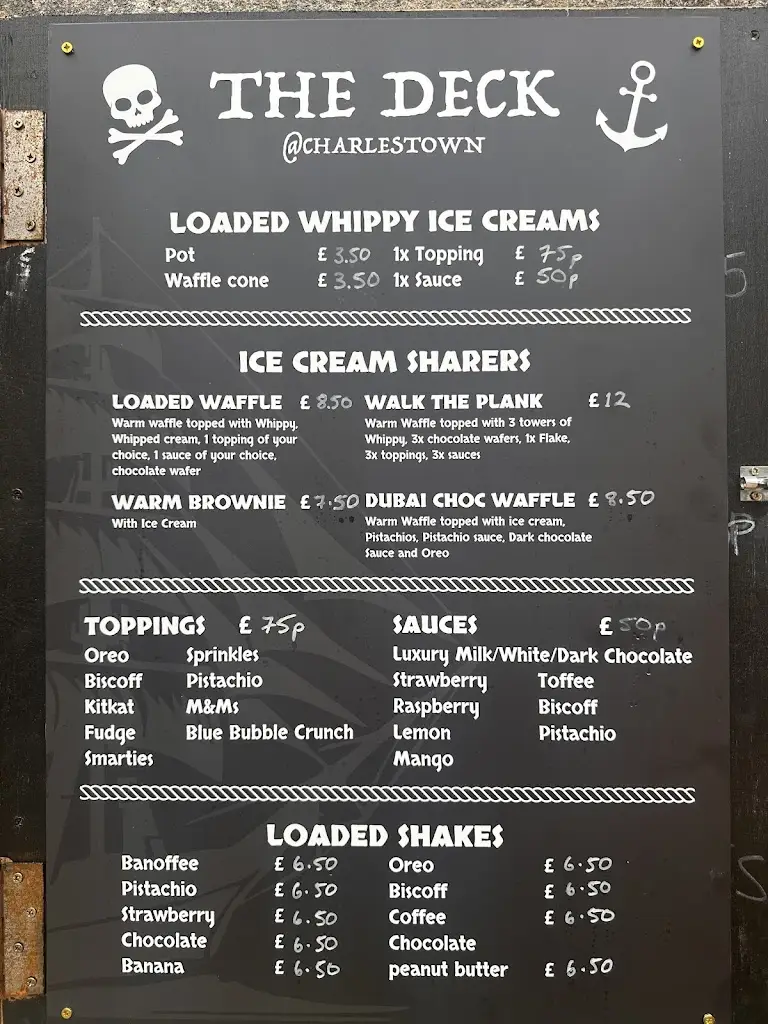 THE DECK
@CHARLESTOWN
LOADED WHIPPY ICE CREAMS
Pot £ 3.50 1x Topping £ 75p
Waffle cone £ 3.50 1x Sauce £ 50p
ICE CREAM SHARERS
LOADED WAFFLE £ 8.50
Warm waffle topped with Whippy,
Whipped cream, 1 topping of your
choice, 1 sauce of your choice,
chocolate wafer
WALK THE PLANK £ 12
Warm Waffle topped with 3 towers of
Whippy, 3x chocolate wafers, 1x Flake,
3x toppings, 3x sauces
WARM BROWNIE £ 7.50
With Ice Cream
DUBAI CHOC WAFFLE £ 8.50
Warm Waffle topped with ice cream,
Pistachios, Pistachio sauce, Dark chocolate
Sauce and Oreo
TOPPINGS £ 75p
Oreo Sprinkles
Biscoff Pistachio
Kitkat M&Ms
Fudge Blue Bubble Crunch
Smarties
SAUCES £ 50p
Luxury Milk/White/Dark Chocolate
Strawberry Toffee
Raspberry Biscoff
Lemon Pistachio
Mango
LOADED SHAKES
Banoffee £ 6.50 Oreo £ 6.50
Pistachio £ 6.50 Biscoff £ 6.50
Strawberry £ 6.50 Coffee £ 6.50
Chocolate £ 6.50 Chocolate
Banana £ 6.50 peanut butter £ 6.50
5
P
S